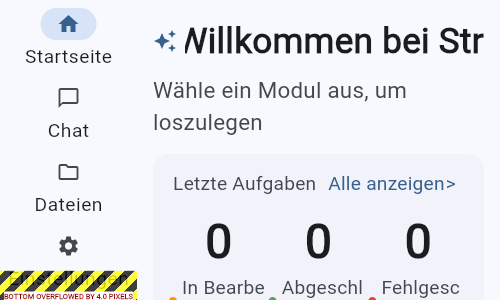 Startseite
Chat
Dateien
Einstellungen
BOTTOM OVERFLOWED BY 4.0 PIXELS
Willkommen bei Str
Wähle ein Modul aus, um
loszulegen
Letzte Aufgaben Alle anzeigen>
0 0 0
In Bearbe Abgeschl Fehlgesc